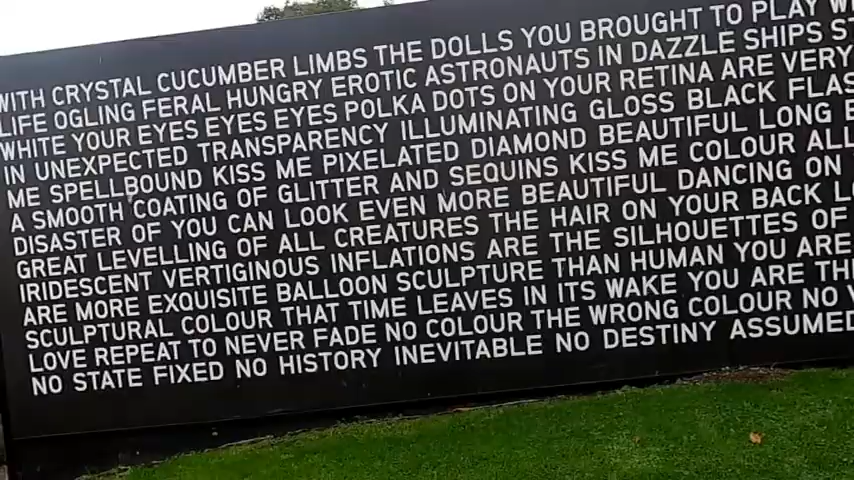 WITH CRYSTAL CUCUMBER LIMBS THE DOLLS YOU BROUGHT TO PLAY
LIFE OGLING FERAL HUNGRY EROTIC ASTRONAUTS IN DAZZLE SHIPS
WHITE YOUR EYES EYES EYES POLKA DOTS ON YOUR RETINA ARE VERY
IN UNEXPECTED TRANSPARENCY ILLUMINATING GLOSS BLACK
ME SPELLBOUND KISS ME PIXELATED DIAMOND BEAUTIFUL LONG
A SMOOTH COATING OF GLITTER AND SEQUINS KISS ME COLOUR ALL
DISASTER OF YOU CAN LOOK EVEN MORE BEAUTIFUL DANCING ON
GREAT LEVELLING OF ALL CREATURES THE HAIR ON YOUR BACK
IRIDESCENT VERTIGINOUS INFLATIONS ARE THE SILHOUETTES OF
ARE MORE EXQUISITE BALLOON SCULPTURE THAN HUMAN YOU ARE
SCULPTURAL COLOUR THAT TIME LEAVES IN ITS WAKE YOU ARE
LOVE REPEAT TO NEVER FADE NO COLOUR THE WRONG COLOUR NO
NO STATE FIXED NO HISTORY INEVITABLE NO DESTINY ASSUMED